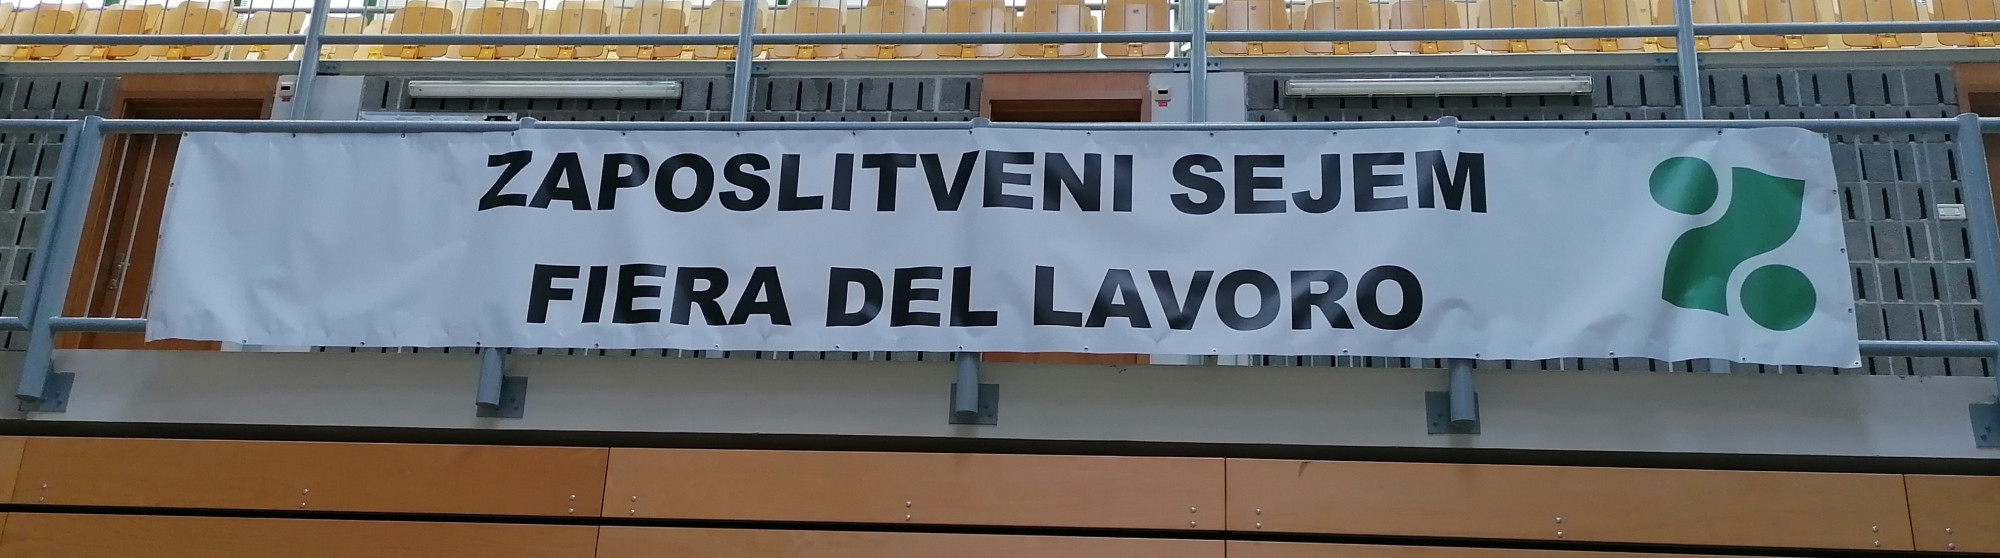 ZAPOSLITVENI SEJEM
FIERA DEL LAVORO